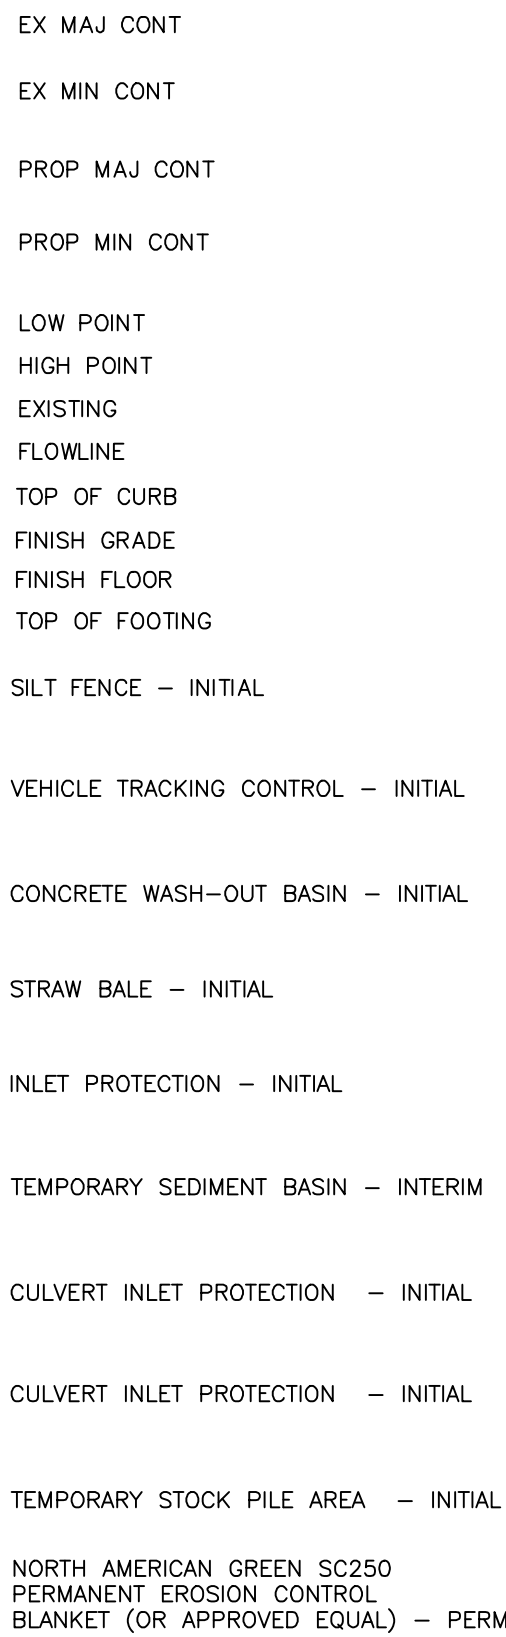 EX MAJ CONT
EX MIN CONT
PROP MAJ CONT
PROP MIN CONT
LOW POINT
HIGH POINT
EXISTING
FLOWLINE
TOP OF CURB
FINISH GRADE
FINISH FLOOR
TOP OF FOOTING
SILT FENCE – INITIAL
VEHICLE TRACKING CONTROL – INITIAL
CONCRETE WASH–OUT BASIN – INITIAL
STRAW BALE – INITIAL
INLET PROTECTION – INITIAL
TEMPORARY SEDIMENT BASIN – INTERIM
CULVERT INLET PROTECTION – INITIAL
CULVERT INLET PROTECTION – INITIAL
TEMPORARY STOCK PILE AREA – INITIAL
NORTH AMERICAN GREEN SC250
PERMANENT EROSION CONTROL
BLANKET (OR APPROVED EQUAL) – PERM